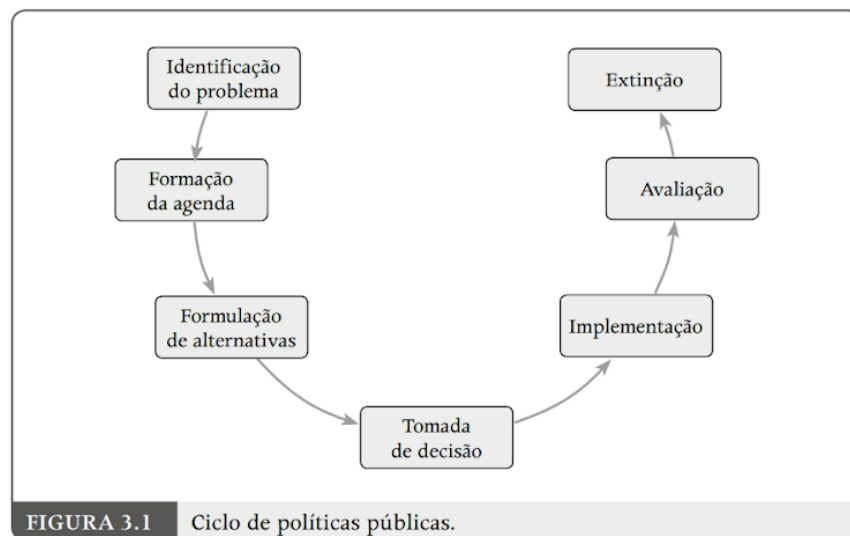 Identificação
do problema
Formação
da agenda
Formulação
de alternativas
Tomada
de decisão
Implementação
Avaliação
Extinção
FIGURA 3.1 Ciclo de políticas públicas.